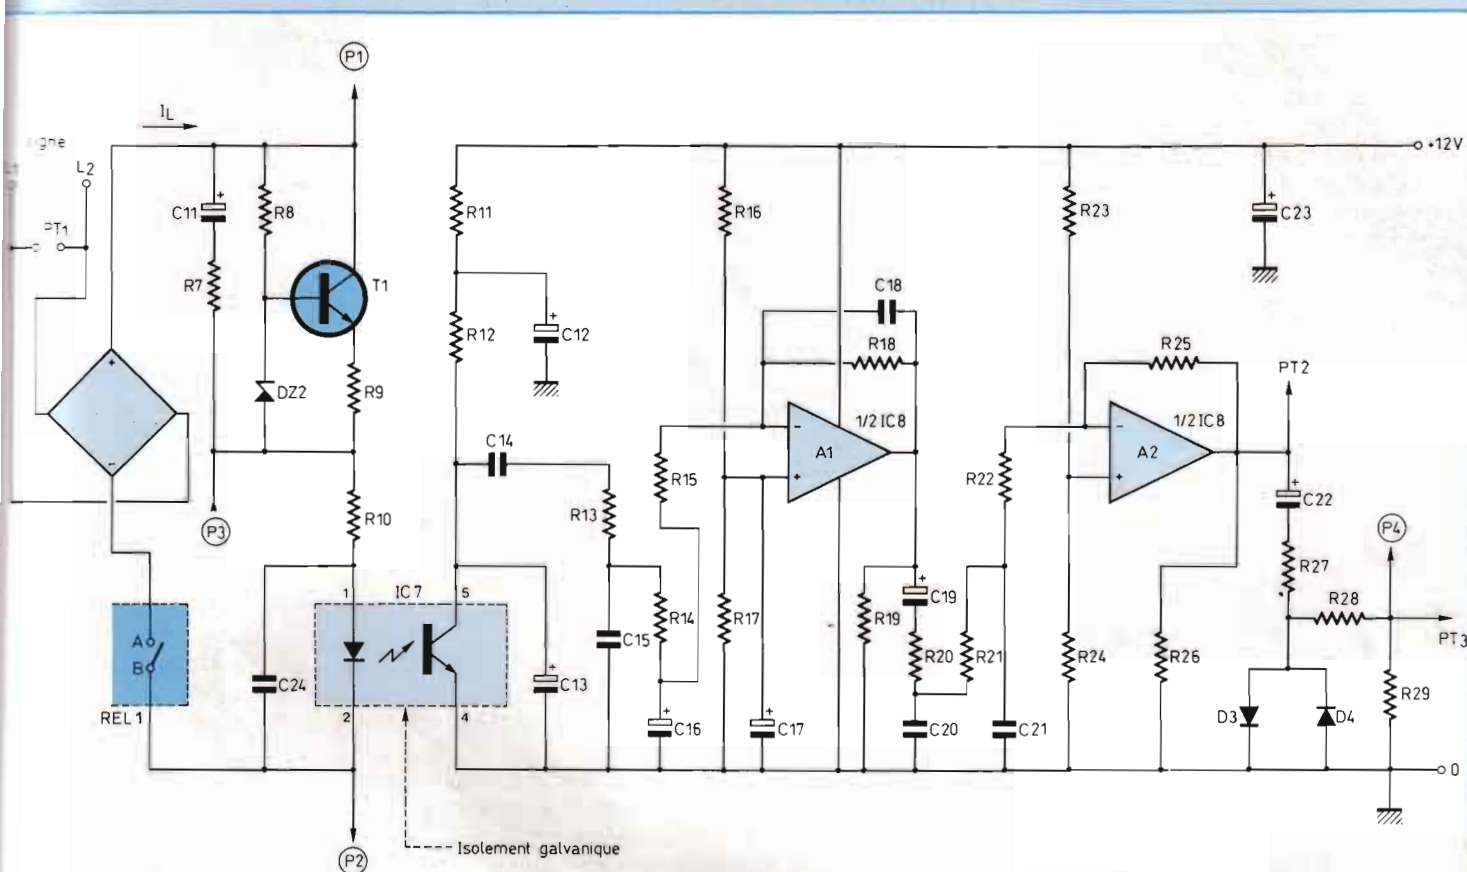 P1
IL
igne
L2
PT1
C11
+
R8
R7
T1
DZ2
R9
P3
R10
+
-
A
B
REL 1
C24
1
IC 7
5
2
4
P2
Isolement galvanique
R11
R12
+
C12
C14
R13
C15
+
C13
R16
R15
R14
+
C16
R17
+
C17
C18
R18
-
+
A1
1/2 IC8
R19
+
C19
R20
R21
C20
R22
C21
R23
R24
R25
-
+
A2
1/2 IC8
R26
+
C23
+12V
PT2
+
C22
R27
R28
P4
PT3
R29
D3
D4
0